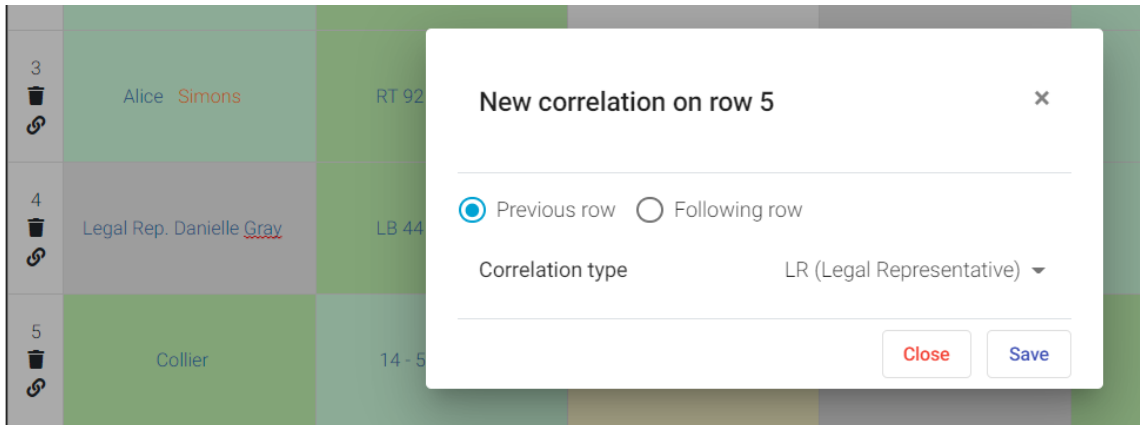 3
Alice Simons
RT 92
4
Legal Rep. Danielle Gray
LB 44
5
Collier
14 - 5
New correlation on row 5
×
Previous row
Following row
Correlation type
LR (Legal Representative)
Close
Save